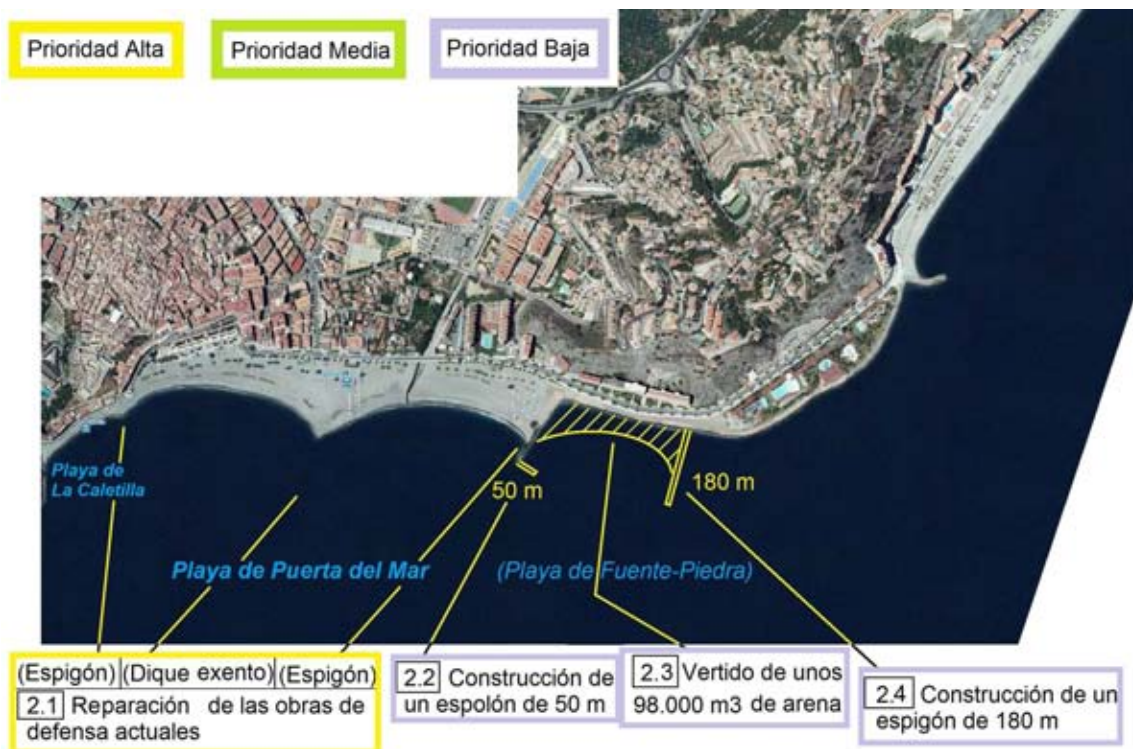 Prioridad Alta
Prioridad Media
Prioridad Baja
Playa de
La Caletilla
50 m
180 m
Playa de Puerta del Mar
(Playa de Fuente-Piedra)
(Espigón) (Dique exento) (Espigón)
2.1 Reparación de las obras de
defensa actuales
2.2 Construcción de
un espolón de 50 m
2.3 Vertido de unos
98.000 m3 de arena
2.4 Construcción de un
espigón de 180 m